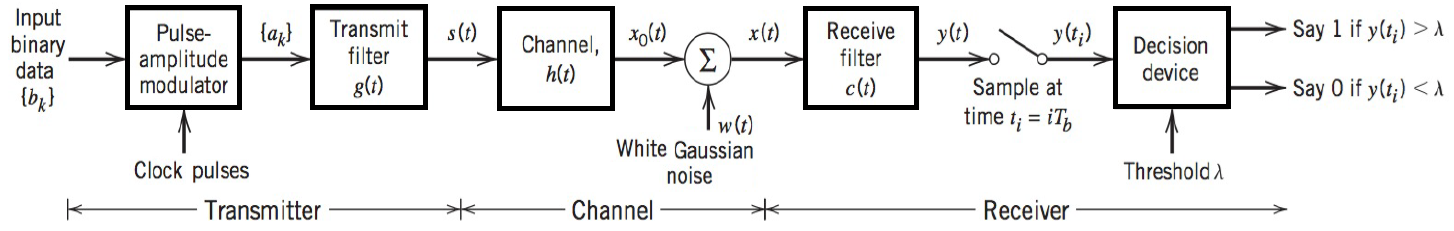 Input
binary
data
{b_k}
Pulse-
amplitude
modulator
Clock pulses
{a_k}
Transmit
filter
g(t)
s(t)
Channel,
h(t)
x_0(t)
Σ
w(t)
White Gaussian
noise
x(t)
Receive
filter
c(t)
y(t)
y(t_i)
Sample at
time t_i = iT_b
Decision
device
Threshold λ
Say 1 if y(t_i) > λ
Say 0 if y(t_i) < λ
Transmitter
Channel
Receiver